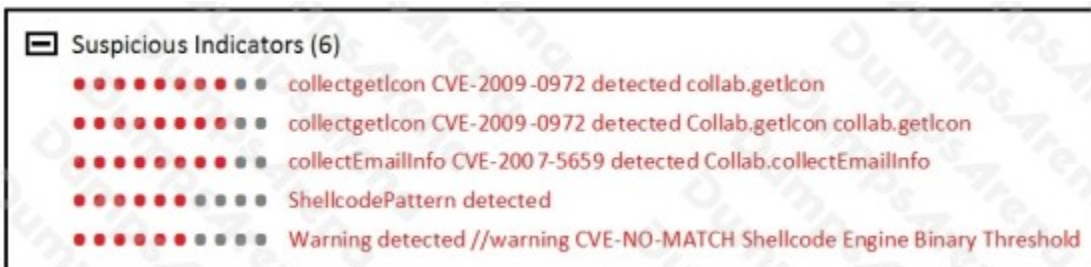 Suspicious Indicators (6)
collectgetIcon CVE-2009-0972 detected collab.getIcon
collectgetIcon CVE-2009-0972 detected Collab.getIcon collab.getIcon
collectEmailInfo CVE-2007-5659 detected Collab.collectEmailInfo
ShellcodePattern detected
Warning detected //warning CVE-NO-MATCH Shellcode Engine Binary Threshold
DumpsArena